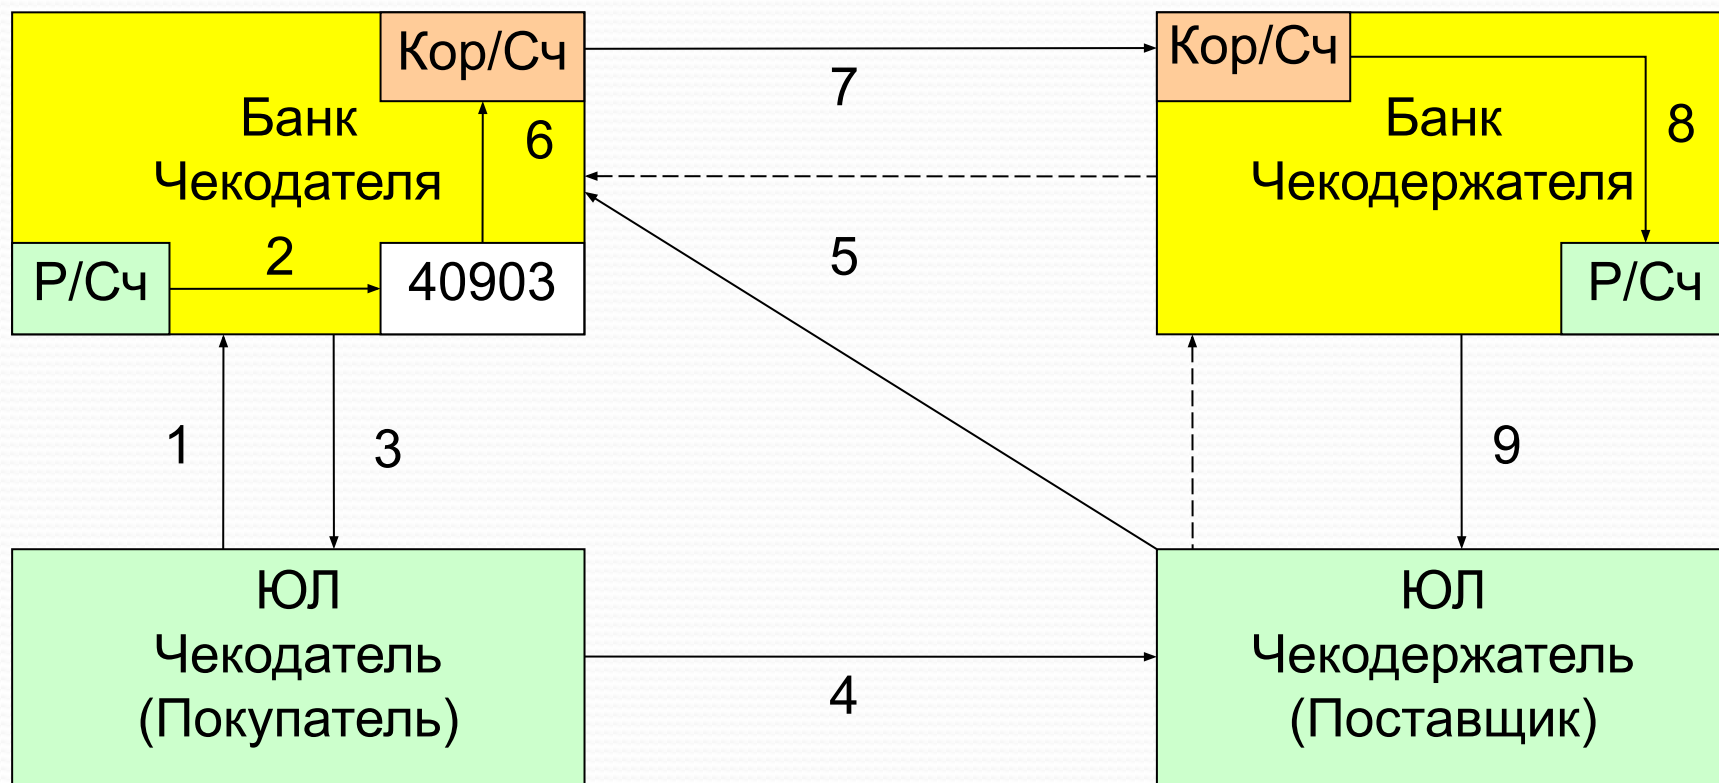 Кор/Сч
Банк
Чекодателя
6
2
Р/Сч
40903
7
5
Кор/Сч
Банк
Чекодержателя
8
Р/Сч
1
3
9
ЮЛ
Чекодатель
(Покупатель)
4
ЮЛ
Чекодержатель
(Поставщик)